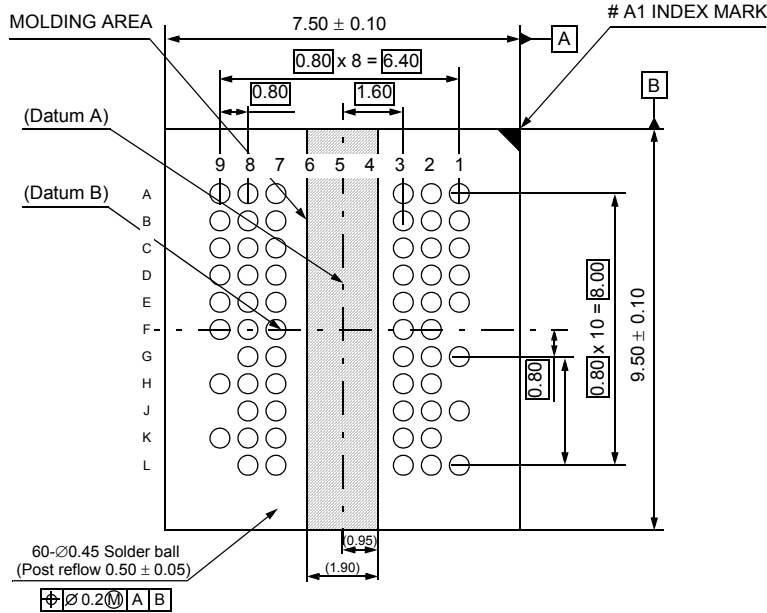 MOLDING AREA
7.50 ± 0.10
# A1 INDEX MARK
A
0.80 x 8 = 6.40
0.80
1.60
B
(Datum A)
(Datum B)
9 8 7 6 5 4 3 2 1
A
B
C
D
E
F
G
H
J
K
L
0.80
0.80 x 10 = 8.00
9.50 ± 0.10
(0.95)
(1.90)
60-∅0.45 Solder ball
(Post reflow 0.50 ± 0.05)
⌖ ∅ 0.2 Ⓜ A B